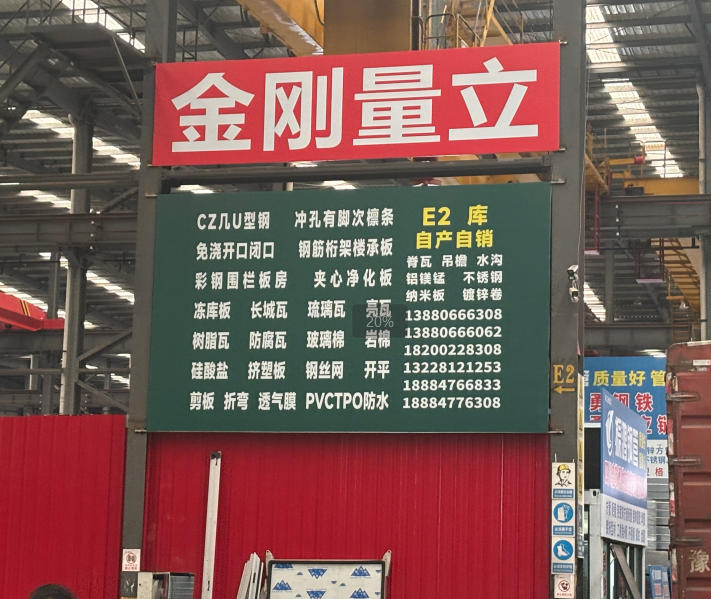 金刚量立
CZ几U型钢 冲孔有脚次檩条
免浇开口闭口 钢筋桁架楼承板
彩钢围栏板房 夹心净化板
冻库板 长城瓦 琉璃瓦 亮瓦
树脂瓦 防腐瓦 玻璃棉 岩棉
硅酸盐 挤塑板 钢丝网 开平
剪板 折弯 透气膜 PVCTPO防水
E2 库
自产自销
脊瓦 吊檐 水沟
铝镁锰 不锈钢
纳米板 镀锌卷
13880666308
13880666062
18200228308
13228121253
18884766833
18884776308
20%
E2
质量好管
豫